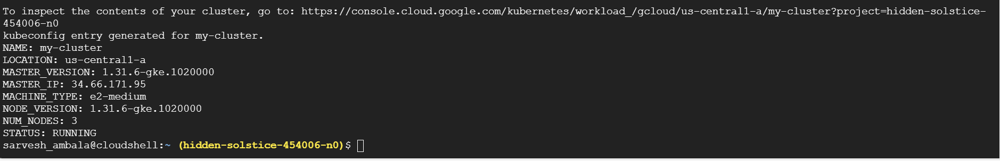 To inspect the contents of your cluster, go to: https://console.cloud.google.com/kubernetes/workload_/gcloud/us-central1-a/my-cluster?project=hidden-solstice-
454006-n0
kubeconfig entry generated for my-cluster.
NAME: my-cluster
LOCATION: us-central1-a
MASTER_VERSION: 1.31.6-gke.1020000
MASTER_IP: 34.66.171.95
MACHINE_TYPE: e2-medium
NODE_VERSION: 1.31.6-gke.1020000
NUM_NODES: 3
STATUS: RUNNING
sarvesh_ambala@cloudshell:~ (hidden-solstice-454006-n0)$